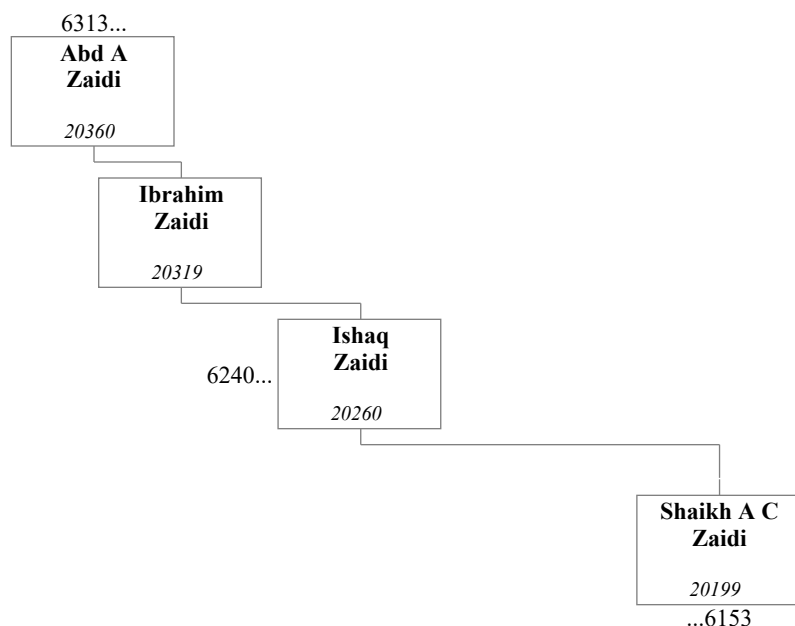 6313...
Abd A
Zaidi
20360
Ibrahim
Zaidi
20319
Ishaq
Zaidi
6240...
20260
Shaikh A C
Zaidi
20199
...6153